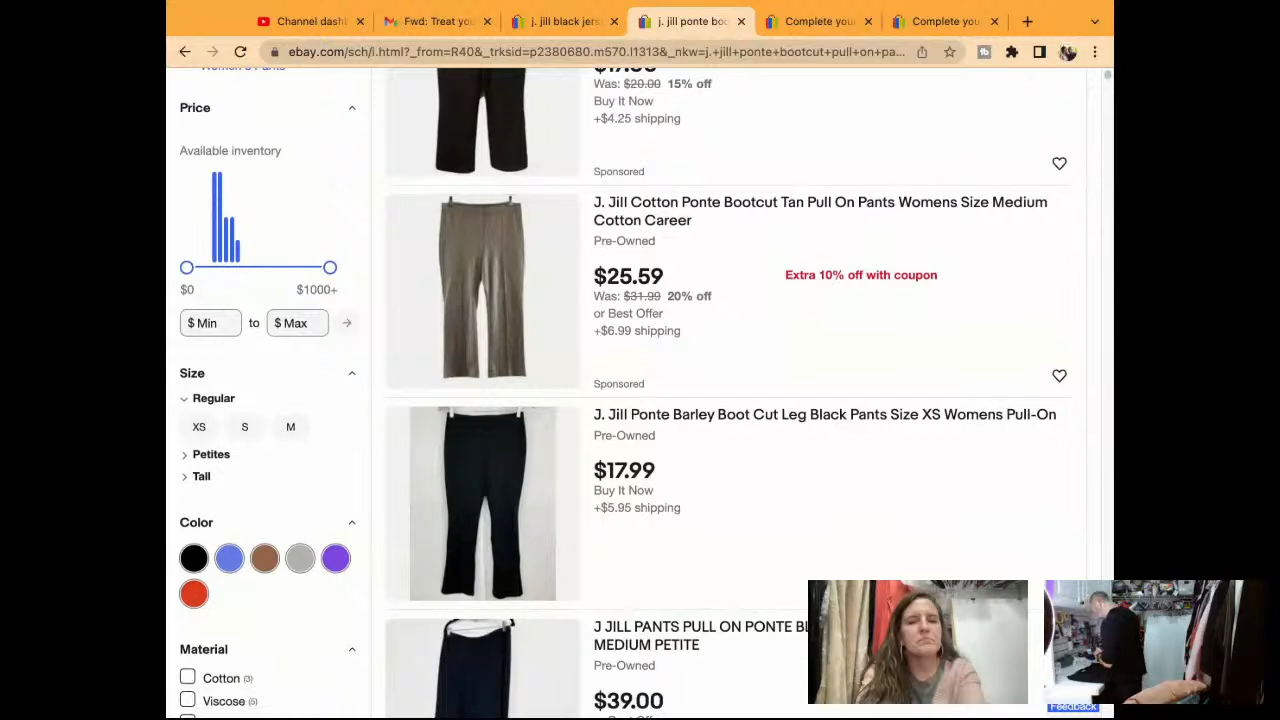 Channel dash
Fwd: Treat you
j. jill black jers
j. jill ponte boo
Complete you
Complete you
ebay.com/sch/i.html?_from=R40&_trksid=p2380680.m570.l1313&_nkw=j.+jill+ponte+bootcut+pull+on+pa...
Price
Available inventory
$0
$1000+
$ Min
to
$ Max
Size
Regular
XS
S
M
Petites
Tall
Color
Material
Cotton (3)
Viscose (5)
Was: $20.00 15% off
Buy It Now
+$4.25 shipping
Sponsored
J. Jill Cotton Ponte Bootcut Tan Pull On Pants Womens Size Medium
Cotton Career
Pre-Owned
$25.59
Extra 10% off with coupon
Was: $31.99 20% off
or Best Offer
+$6.99 shipping
Sponsored
J. Jill Ponte Barley Boot Cut Leg Black Pants Size XS Womens Pull-On
Pre-Owned
$17.99
Buy It Now
+$5.95 shipping
J JILL PANTS PULL ON PONTE BL
MEDIUM PETITE
Pre-Owned
$39.00
Feedback